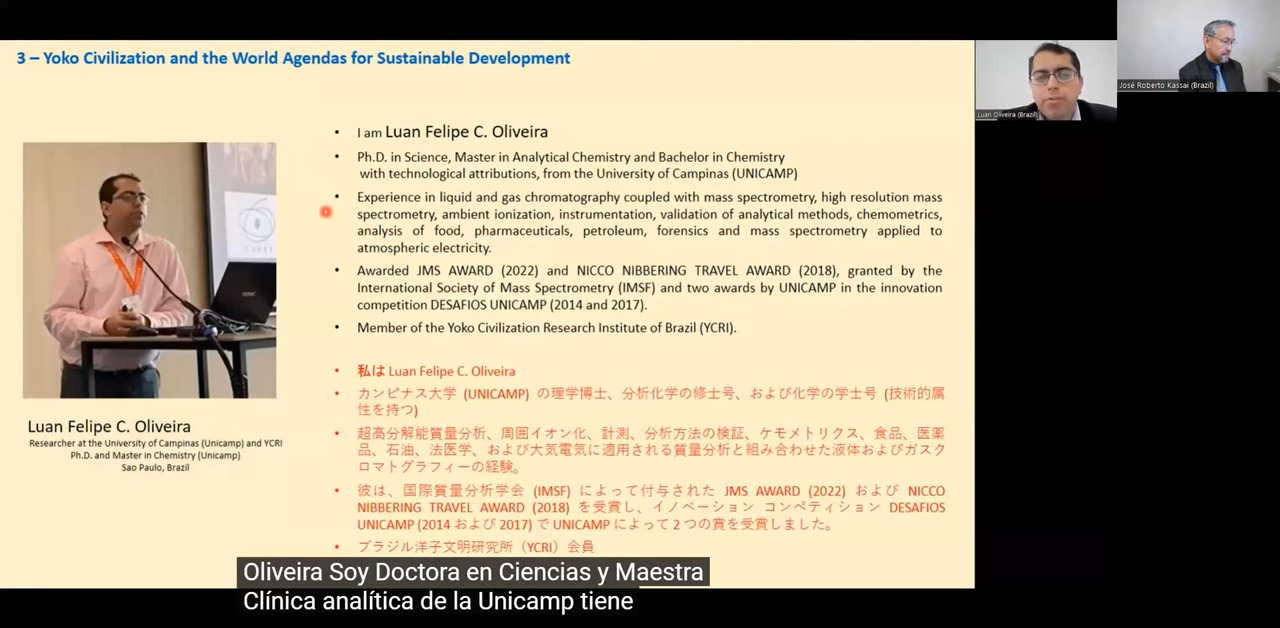 3 – Yoko Civilization and the World Agendas for Sustainable Development
José Roberto Kassai (Brazil)
Luan Oliveira (Brazil)
• I am Luan Felipe C. Oliveira
• Ph.D. in Science, Master in Analytical Chemistry and Bachelor in Chemistry
with technological attributions, from the University of Campinas (UNICAMP)
• Experience in liquid and gas chromatography coupled with mass spectrometry, high resolution mass
spectrometry, ambient ionization, instrumentation, validation of analytical methods, chemometrics,
analysis of food, pharmaceuticals, petroleum, forensics and mass spectrometry applied to
atmospheric electricity.
• Awarded JMS AWARD (2022) and NICCO NIBBERING TRAVEL AWARD (2018), granted by the
International Society of Mass Spectrometry (IMSF) and two awards by UNICAMP in the innovation
competition DESAFIOS UNICAMP (2014 and 2017).
• Member of the Yoko Civilization Research Institute of Brazil (YCRI).
• 私は Luan Felipe C. Oliveira
• カンピナス大学 (UNICAMP) の理学博士、分析化学の修士号、および化学の学士号 (技術的属
性を持つ)
• 超高分解能質量分析、周囲イオン化、計測、分析方法の検証、ケモメトリクス、食品、医薬
品、石油、法医学、および大気電気に適用される質量分析と組み合わせた液体およびガスク
ロマトグラフィーの経験。
• 彼は、国際質量分析学会 (IMSF) によって付与された JMS AWARD (2022) および NICCO
NIBBERING TRAVEL AWARD (2018) を受賞し、イノベーション コンペティション DESAFIOS
UNICAMP (2014 および 2017) で UNICAMP によって 2 つの賞を受賞しました。
• ブラジル洋子文明研究所（YCRI）会員
Luan Felipe C. Oliveira
Researcher at the University of Campinas (Unicamp) and YCRI
Ph.D. and Master in Chemistry (Unicamp)
Sao Paulo, Brazil
Oliveira Soy Doctora en Ciencias y Maestra
Clínica analítica de la Unicamp tiene